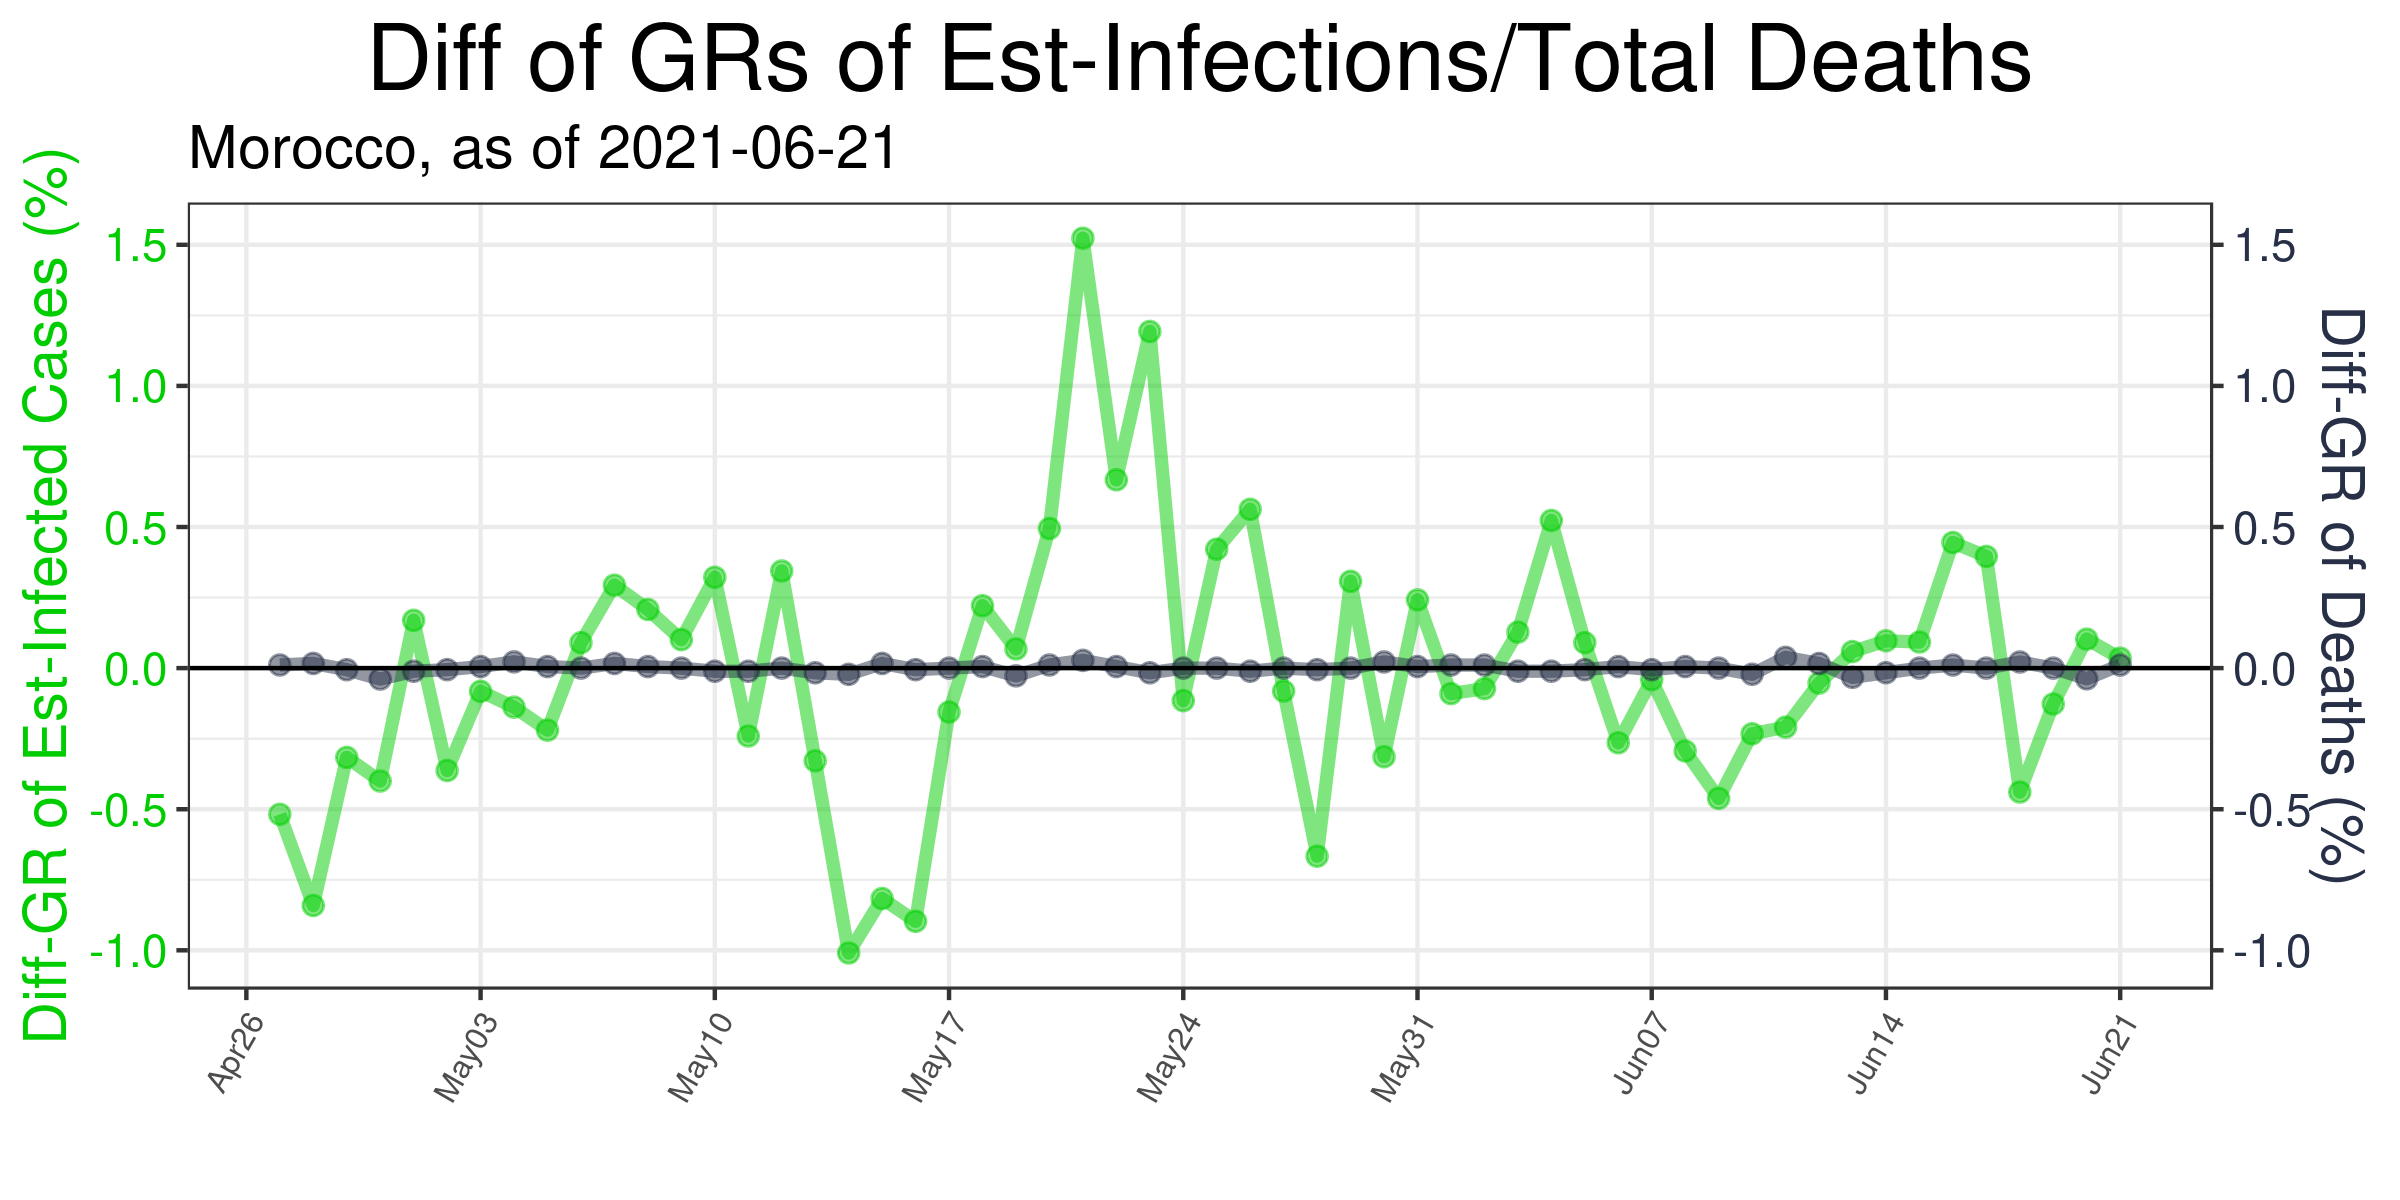 Diff of GRs of Est-Infections/Total Deaths
Morocco, as of 2021-06-21
Diff-GR of Est-Infected Cases (%)
1.5
1.0
0.5
0.0
-0.5
-1.0
1.5
1.0
0.5
0.0
-0.5
-1.0
Diff-GR of Deaths (%)
Apr26
May03
May10
May17
May24
May31
Jun07
Jun14
Jun21